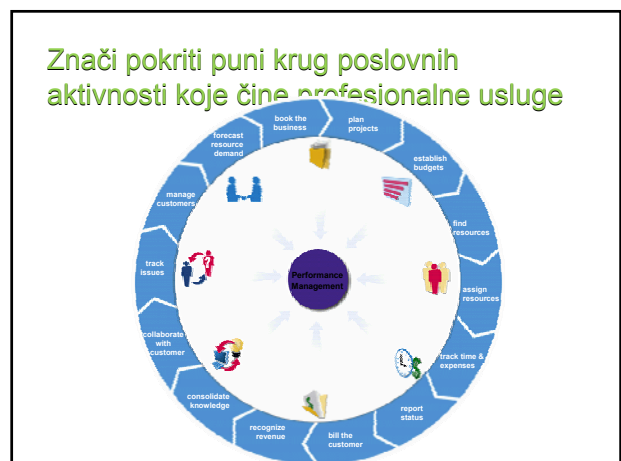 Znači pokriti puni krug poslovnih
aktivnosti koje čine profesionalne usluge
book the
business
plan
projects
establish
budgets
find
resources
assign
resources
track time &
expenses
report
status
bill the
customer
recognize
revenue
consolidate
knowledge
collaborate
with
customer
track
issues
manage
customers
forecast
resource
demand
Performance
Management